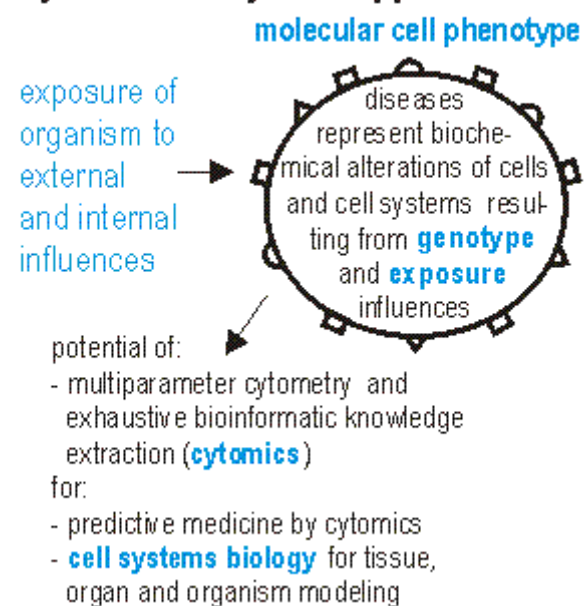 molecular cell phenotype
exposure of
organism to
external
and internal
influences
diseases
represent bioche-
mical alterations of cells
and cell systems resul-
ting from genotype
and exposure
influences
potential of:
- multiparameter cytometry and
exhaustive bioinformatic knowledge
extraction (cytomics)
for:
- predictive medicine by cytomics
- cell systems biology for tissue,
organ and organism modeling